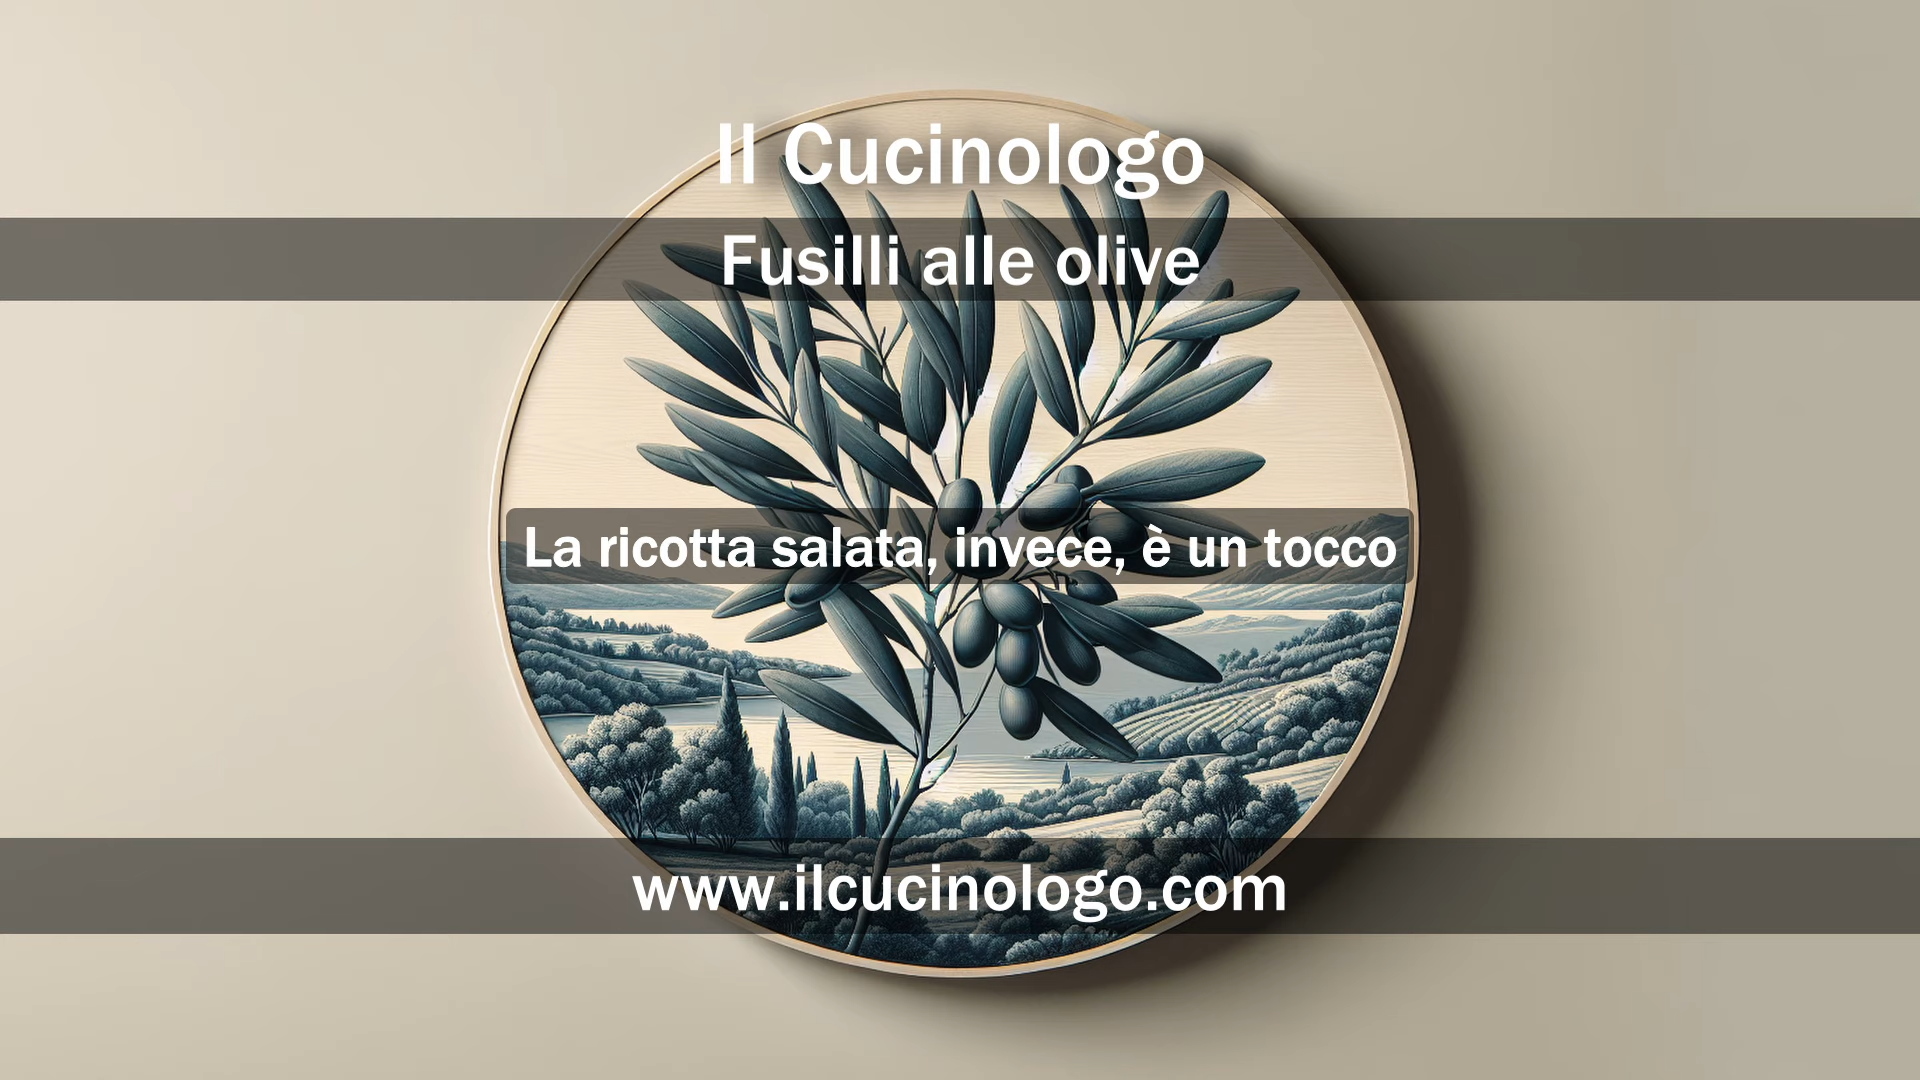 Il Cucinologo
Fusilli alle olive
La ricotta salata, invece, è un tocco
www.ilcucinologo.com